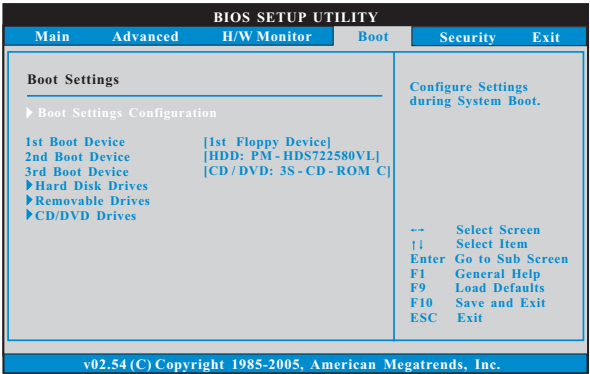 BIOS SETUP UTILITY
Main Advanced H/W Monitor Boot Security Exit
Boot Settings
Boot Settings Configuration
1st Boot Device [1st Floppy Device]
2nd Boot Device [HDD: PM-HDS722580VL]
3rd Boot Device [CD/DVD: 3S-CD-ROM C]
Hard Disk Drives
Removable Drives
CD/DVD Drives
Configure Settings
during System Boot.
←→ Select Screen
↑↓ Select Item
Enter Go to Sub Screen
F1 General Help
F9 Load Defaults
F10 Save and Exit
ESC Exit
v02.54 (C) Copyright 1985-2005, American Megatrends, Inc.